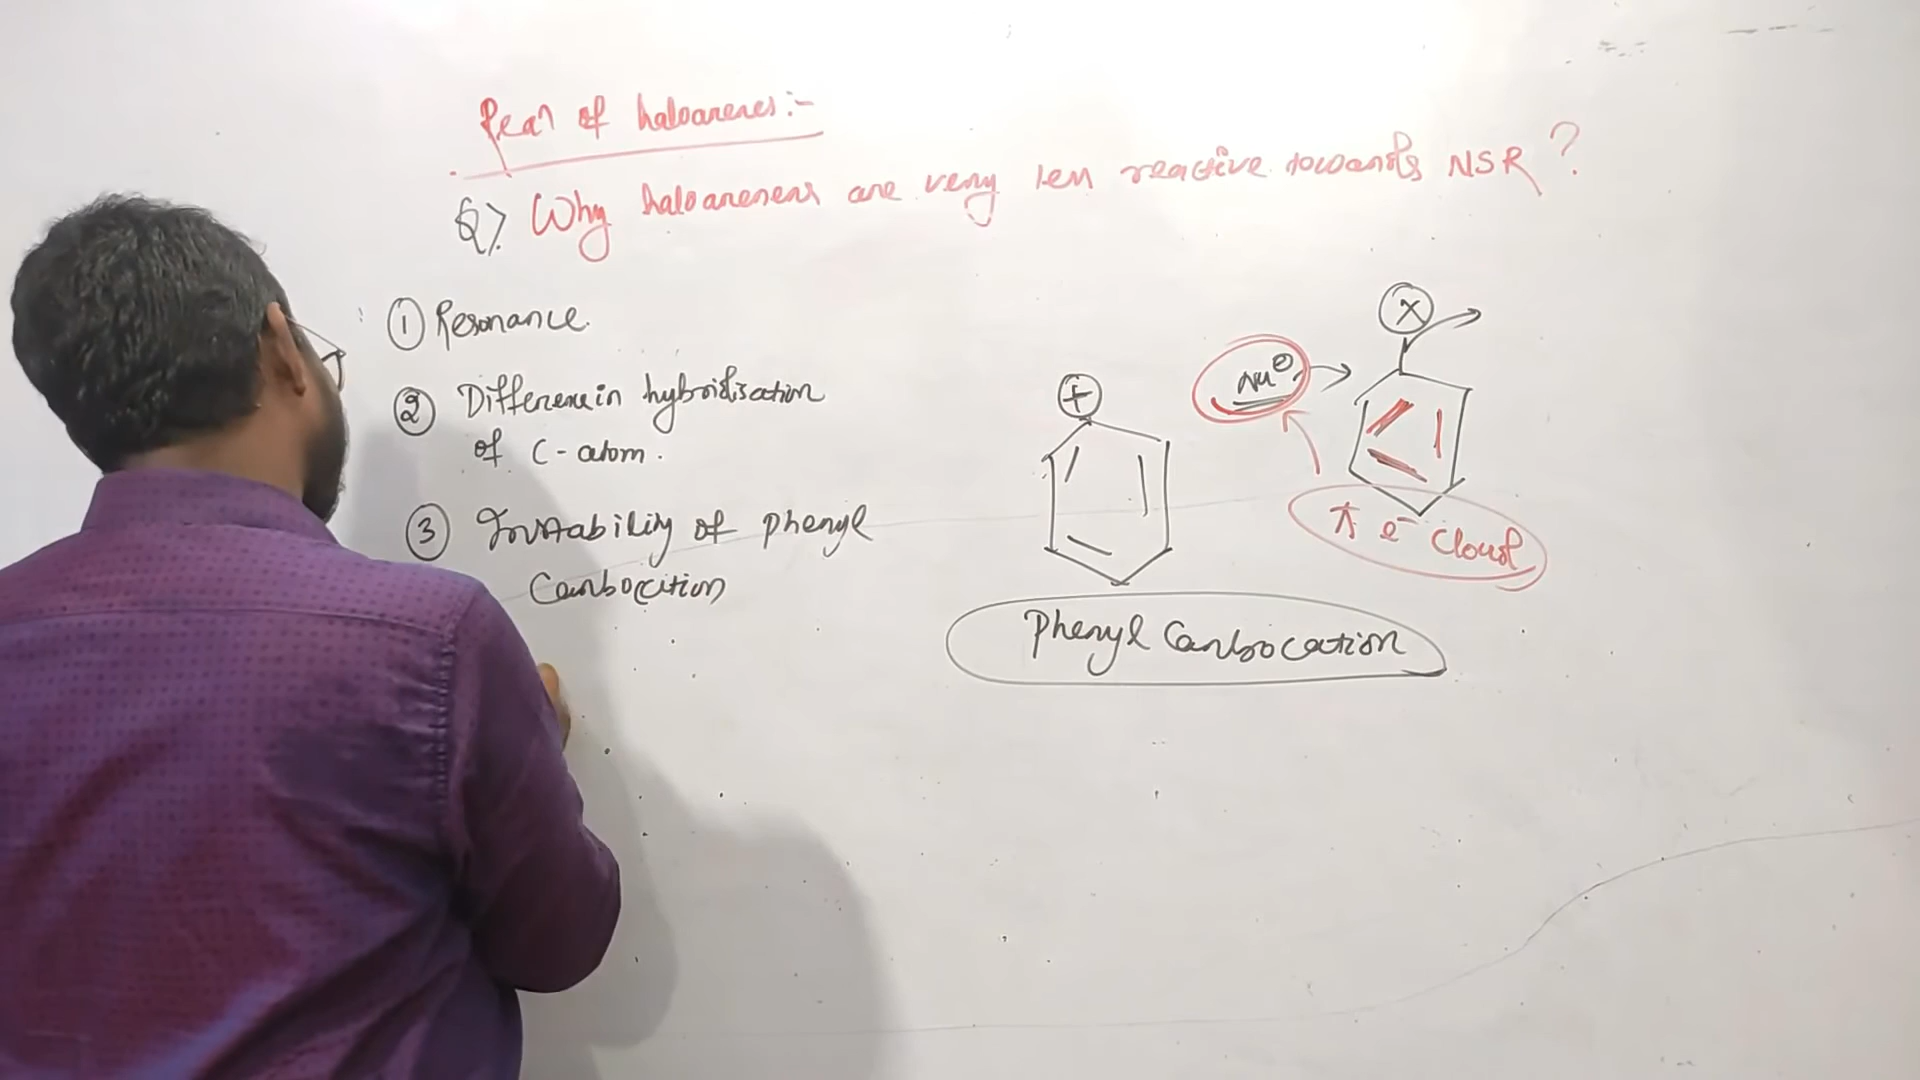 Rean of haloarenes:-
Q> Why haloareners are very less reactive towards NSR?
① Resonance.
② Difference in hybridisation
of C-atom.
③ Instability of phenyl
Carbocation
+
Phenyl Carbocation
Nu⊖
X
π e⁻ Cloud